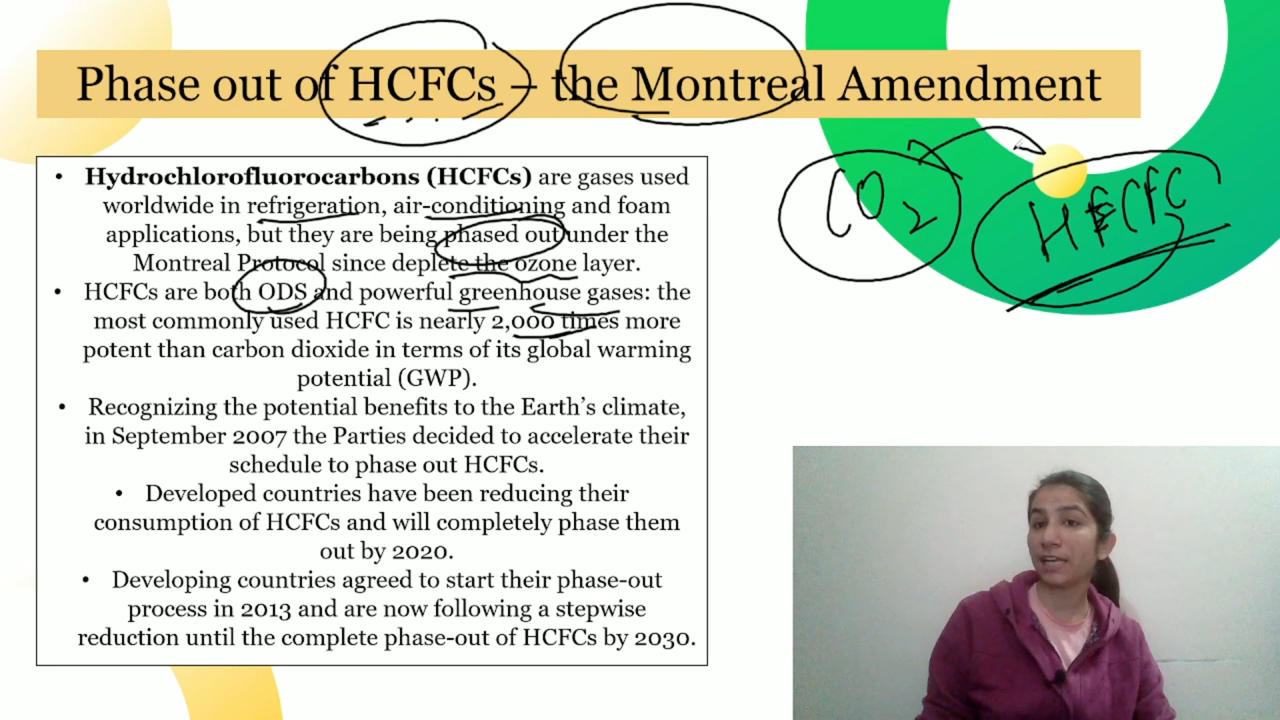 Phase out of HCFCs – the Montreal Amendment
• Hydrochlorofluorocarbons (HCFCs) are gases used
worldwide in refrigeration, air-conditioning and foam
applications, but they are being phased out under the
Montreal Protocol since deplete the ozone layer.
• HCFCs are both ODS and powerful greenhouse gases: the
most commonly used HCFC is nearly 2,000 times more
potent than carbon dioxide in terms of its global warming
potential (GWP).
• Recognizing the potential benefits to the Earth's climate,
in September 2007 the Parties decided to accelerate their
schedule to phase out HCFCs.
• Developed countries have been reducing their
consumption of HCFCs and will completely phase them
out by 2020.
• Developing countries agreed to start their phase-out
process in 2013 and are now following a stepwise
reduction until the complete phase-out of HCFCs by 2030.
CO2
HCFC